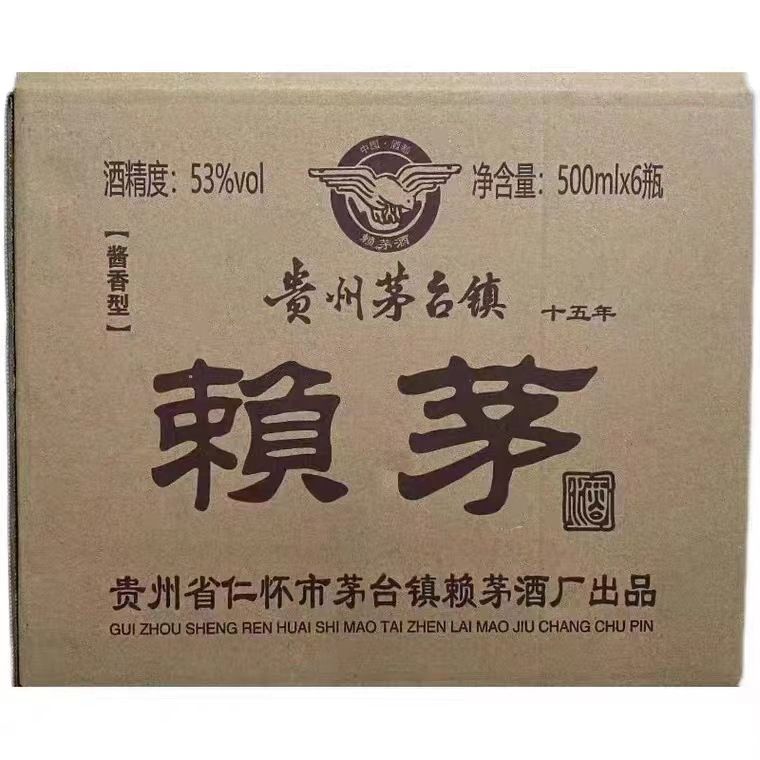 中国·酒都
赖茅酒
酒精度：53%vol
净含量：500mlx6瓶
【酱香型】
贵州茅台镇
十五年
賴茅
酒
贵州省仁怀市茅台镇赖茅酒厂出品
GUI ZHOU SHENG REN HUAI SHI MAO TAI ZHEN LAI MAO JIU CHANG CHU PIN